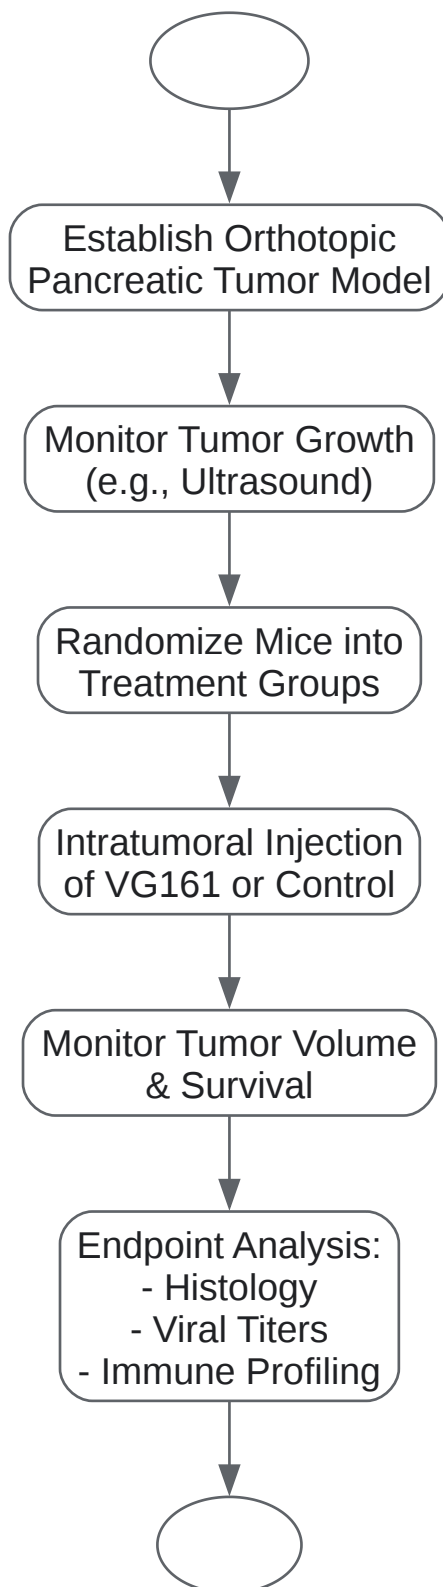 Establish Orthotopic
Pancreatic Tumor Model
Monitor Tumor Growth
(e.g., Ultrasound)
Randomize Mice into
Treatment Groups
Intratumoral Injection
of VG161 or Control
Monitor Tumor Volume
& Survival
Endpoint Analysis:
- Histology
- Viral Titers
- Immune Profiling